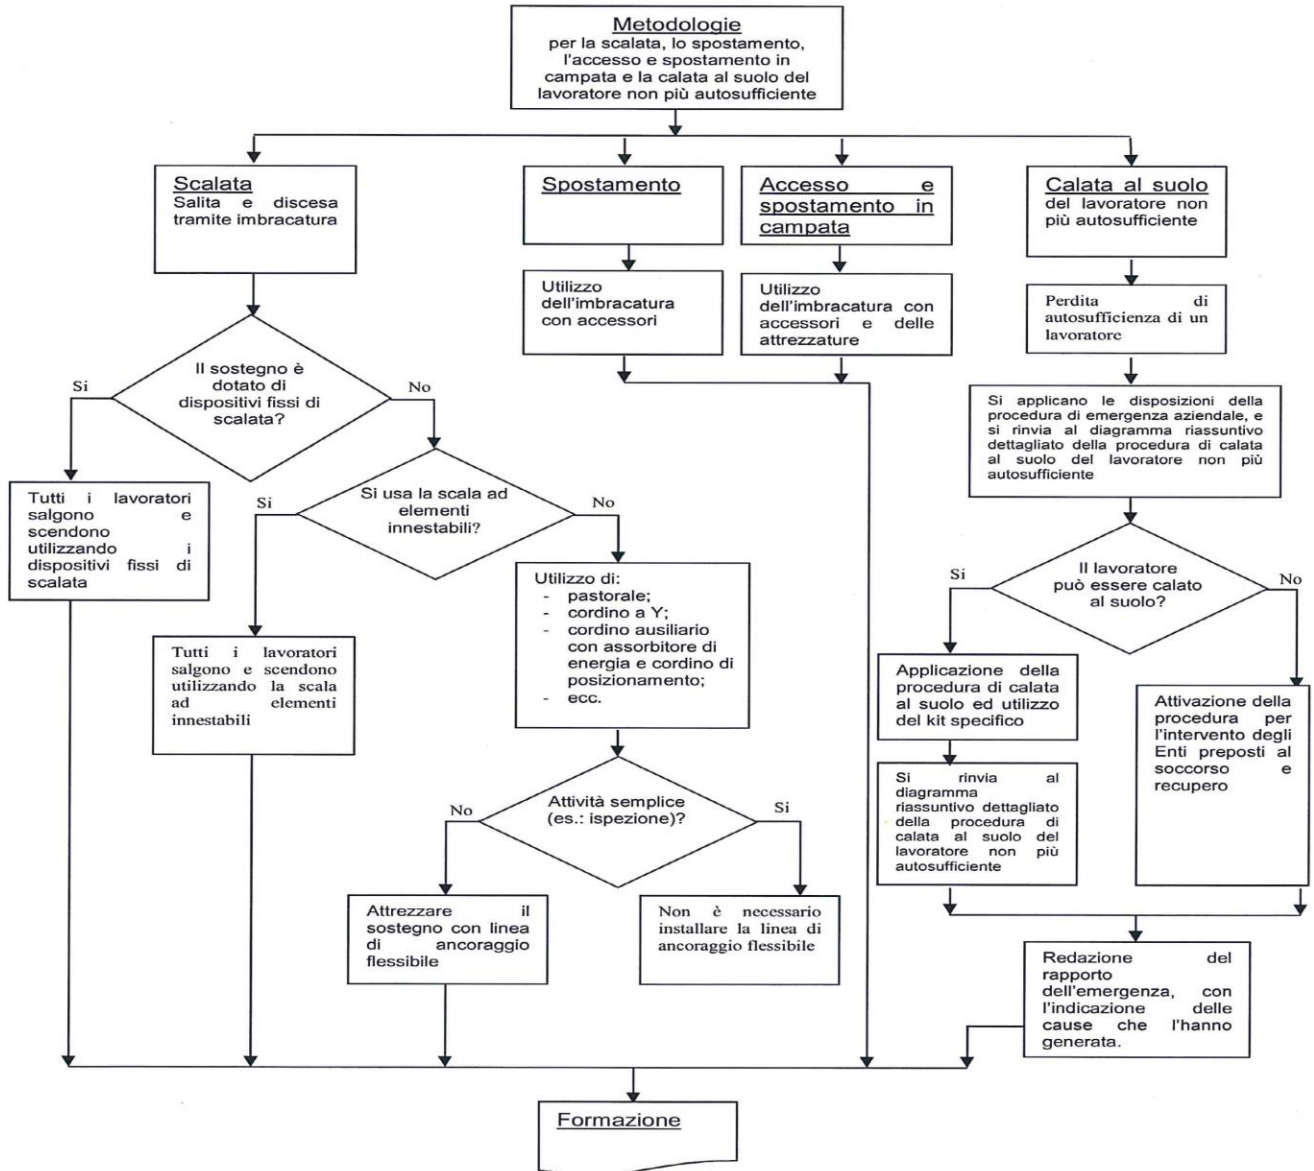 Metodologie
per la scalata, lo spostamento,
l'accesso e spostamento in
campata e la calata al suolo del
lavoratore non più autosufficiente
Scalata
Salita e discesa
tramite imbracatura
Spostamento
Accesso e
spostamento in
campata
Calata al suolo
del lavoratore non
più autosufficiente
Utilizzo
dell'imbracatura
con accessori
Utilizzo
dell'imbracatura con
accessori e delle
attrezzature
Perdita di
autosufficienza di un
lavoratore
Il sostegno è
dotato di
dispositivi fissi di
scalata?
Si
No
Si applicano le disposizioni della
procedura di emergenza aziendale, e
si rinvia al diagramma riassuntivo
dettagliato della procedura di calata
al suolo del lavoratore non più
autosufficiente
Tutti i lavoratori
salgono e
scendono
utilizzando i
dispositivi fissi di
scalata
Si usa la scala ad
elementi
innestabili?
Si
No
Il lavoratore
può essere calato
al suolo?
Si
No
Utilizzo di:
- pastorale;
- cordino a Y;
- cordino ausiliario
con assorbitore di
energia e cordino di
posizionamento;
- ecc.
Tutti i lavoratori
salgono e scendono
utilizzando la scala
ad elementi
innestabili
Applicazione della
procedura di calata
al suolo ed utilizzo
del kit specifico
Attivazione della
procedura per
l'intervento degli
Enti preposti al
soccorso e
recupero
Si rinvia al
diagramma
riassuntivo dettagliato
della procedura di
calata al suolo del
lavoratore non più
autosufficiente
Attività semplice
(es.: ispezione)?
No
Si
Attrezzare il
sostegno con linea
di ancoraggio
flessibile
Non è necessario
installare la linea di
ancoraggio flessibile
Redazione del
rapporto
dell'emergenza, con
l'indicazione delle
cause che l'hanno
generata.
Formazione